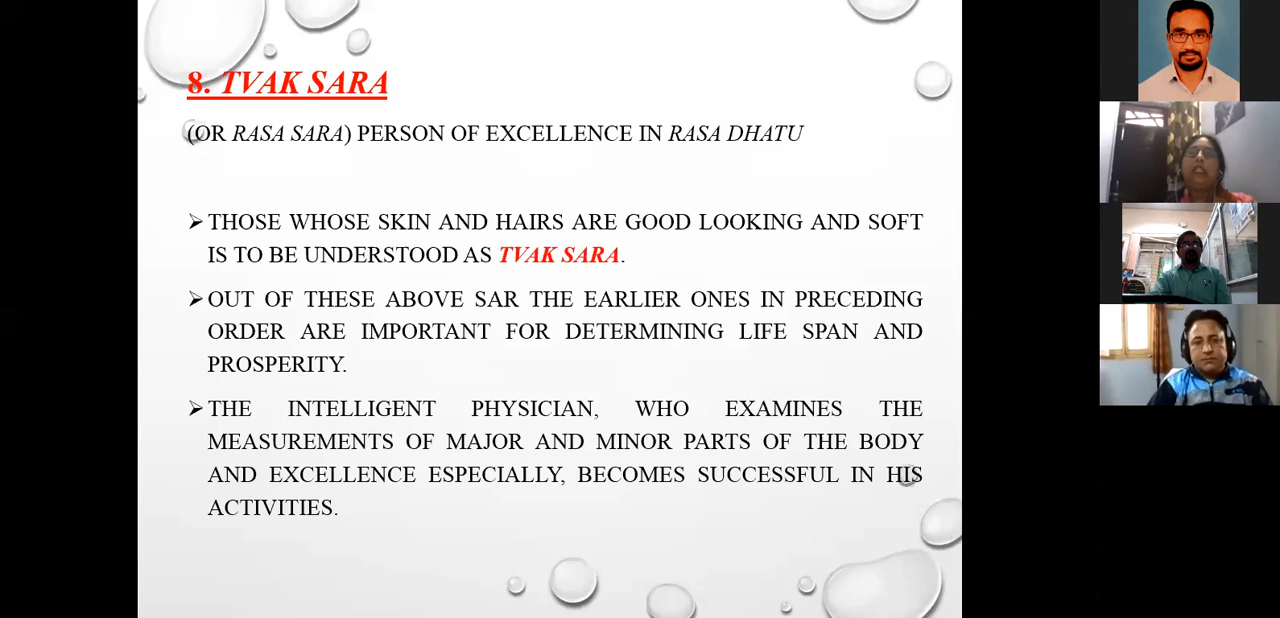 8. TVAK SARA
(OR RASA SARA) PERSON OF EXCELLENCE IN RASA DHATU
➢ THOSE WHOSE SKIN AND HAIRS ARE GOOD LOOKING AND SOFT
IS TO BE UNDERSTOOD AS TVAK SARA.
➢ OUT OF THESE ABOVE SAR THE EARLIER ONES IN PRECEDING
ORDER ARE IMPORTANT FOR DETERMINING LIFE SPAN AND
PROSPERITY.
➢ THE INTELLIGENT PHYSICIAN, WHO EXAMINES THE
MEASUREMENTS OF MAJOR AND MINOR PARTS OF THE BODY
AND EXCELLENCE ESPECIALLY, BECOMES SUCCESSFUL IN HIS
ACTIVITIES.